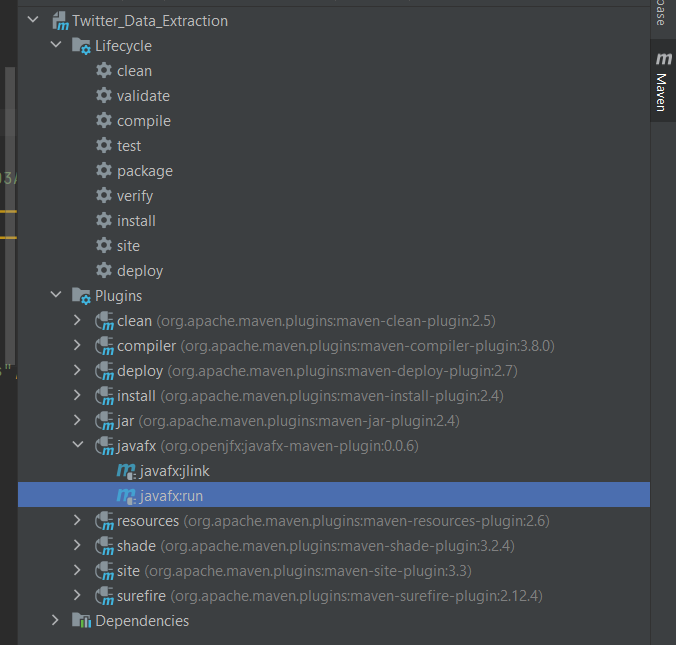 Twitter_Data_Extraction
Lifecycle
clean
validate
compile
test
package
verify
install
site
deploy
Plugins
clean (org.apache.maven.plugins:maven-clean-plugin:2.5)
compiler (org.apache.maven.plugins:maven-compiler-plugin:3.8.0)
deploy (org.apache.maven.plugins:maven-deploy-plugin:2.7)
install (org.apache.maven.plugins:maven-install-plugin:2.4)
jar (org.apache.maven.plugins:maven-jar-plugin:2.4)
javafx (org.openjfx:javafx-maven-plugin:0.0.6)
javafx:jlink
javafx:run
resources (org.apache.maven.plugins:maven-resources-plugin:2.6)
shade (org.apache.maven.plugins:maven-shade-plugin:3.2.4)
site (org.apache.maven.plugins:maven-site-plugin:3.3)
surefire (org.apache.maven.plugins:maven-surefire-plugin:2.12.4)
Dependencies
m Maven